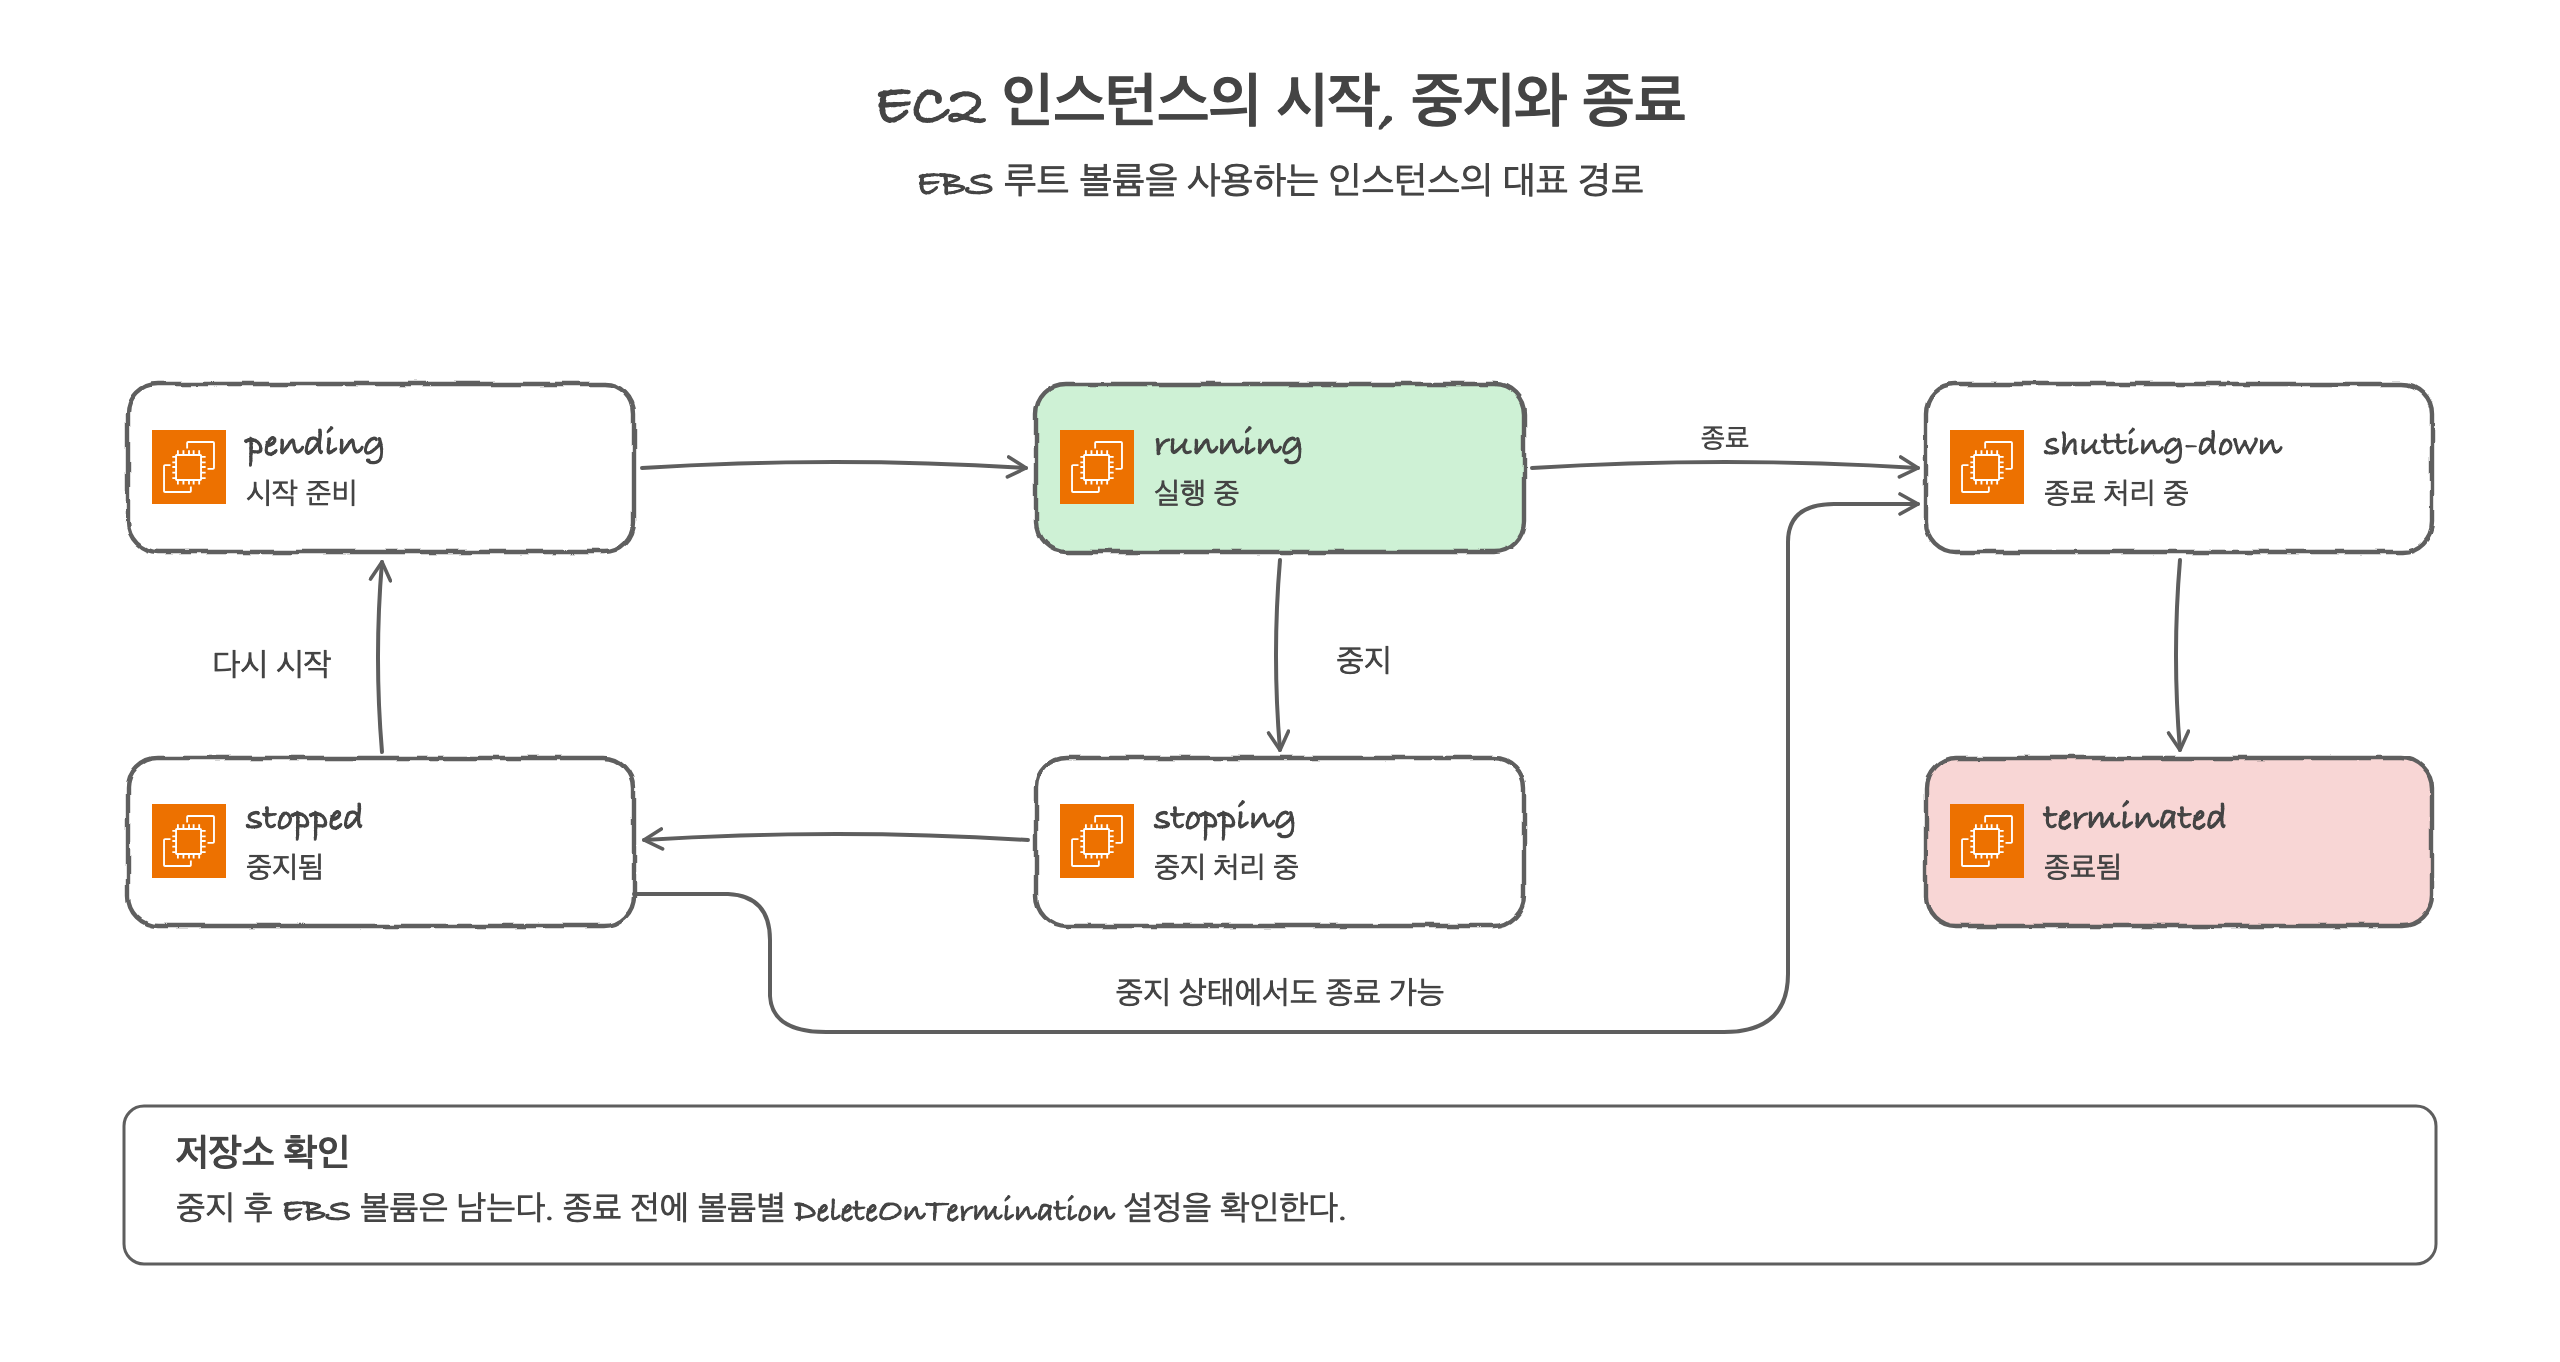 EC2 인스턴스의 시작, 중지와 종료
EBS 루트 볼륨을 사용하는 인스턴스의 대표 경로
pending
시작 준비
running
실행 중
종료
shutting-down
종료 처리 중
다시 시작
중지
stopped
중지됨
stopping
중지 처리 중
terminated
종료됨
중지 상태에서도 종료 가능
저장소 확인
중지 후 EBS 볼륨은 남는다. 종료 전에 볼륨별 DeleteOnTermination 설정을 확인한다.